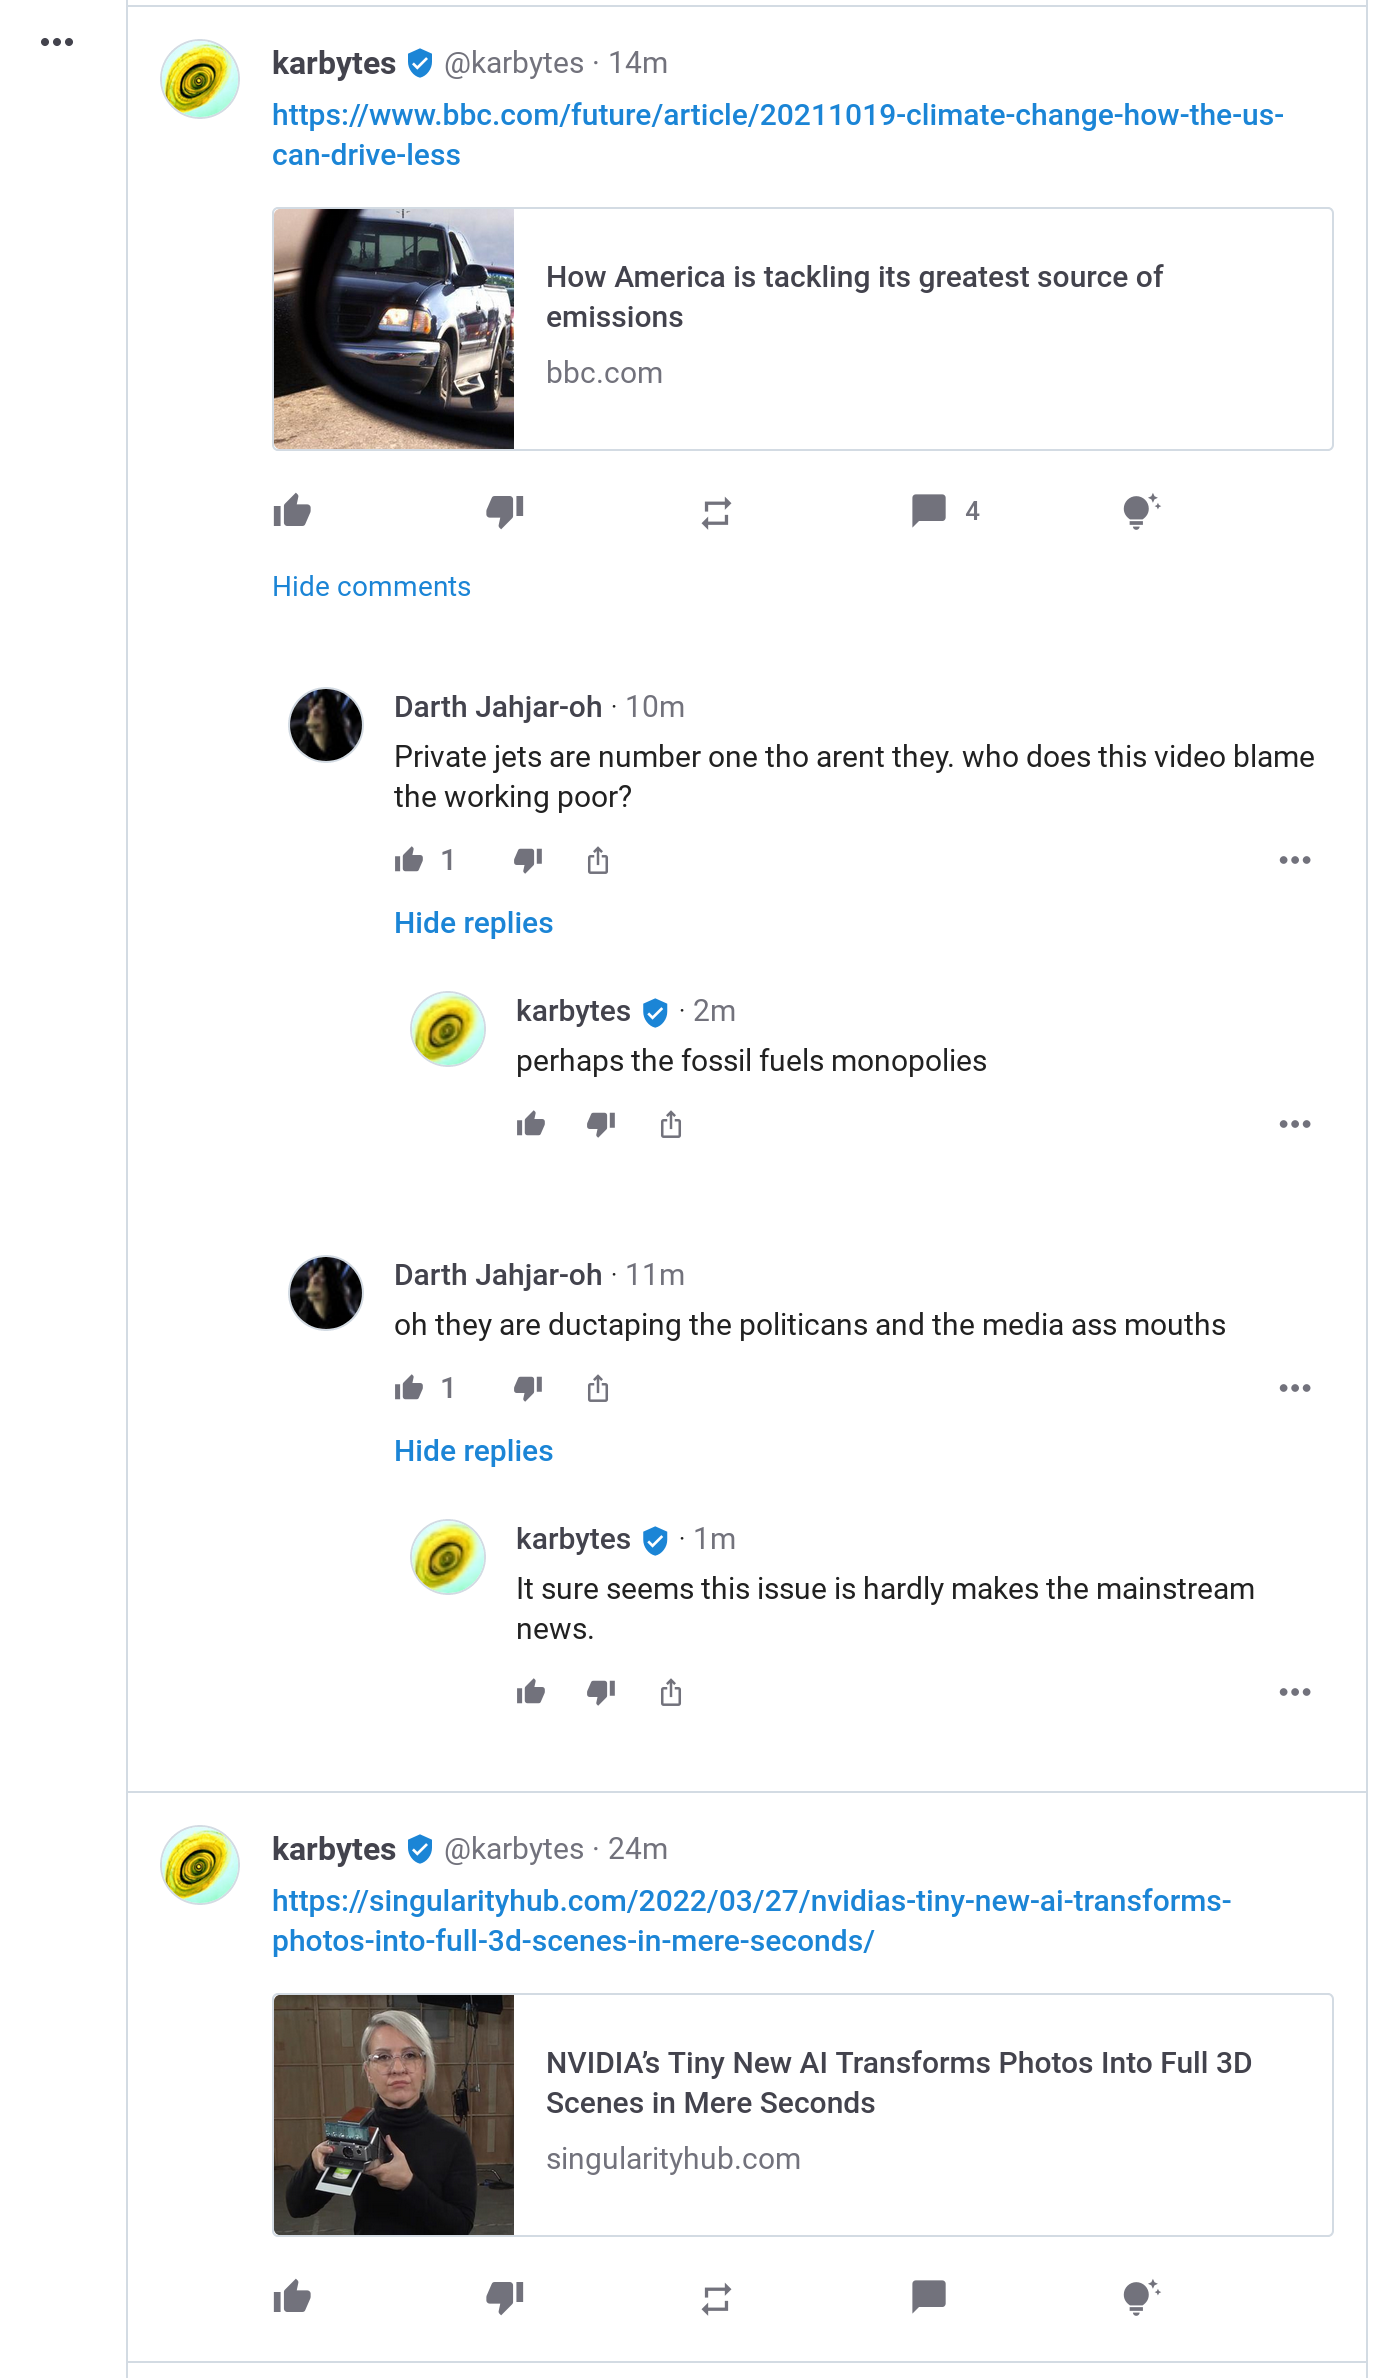 karbytes @karbytes · 14m
https://www.bbc.com/future/article/20211019-climate-change-how-the-us-
can-drive-less
How America is tackling its greatest source of
emissions
bbc.com
4
Hide comments
Darth Jahjar-oh · 10m
Private jets are number one tho arent they. who does this video blame
the working poor?
1
Hide replies
karbytes · 2m
perhaps the fossil fuels monopolies
Darth Jahjar-oh · 11m
oh they are ductaping the politicans and the media ass mouths
1
Hide replies
karbytes · 1m
It sure seems this issue is hardly makes the mainstream
news.
karbytes @karbytes · 24m
https://singularityhub.com/2022/03/27/nvidias-tiny-new-ai-transforms-
photos-into-full-3d-scenes-in-mere-seconds/
NVIDIA’s Tiny New AI Transforms Photos Into Full 3D
Scenes in Mere Seconds
singularityhub.com